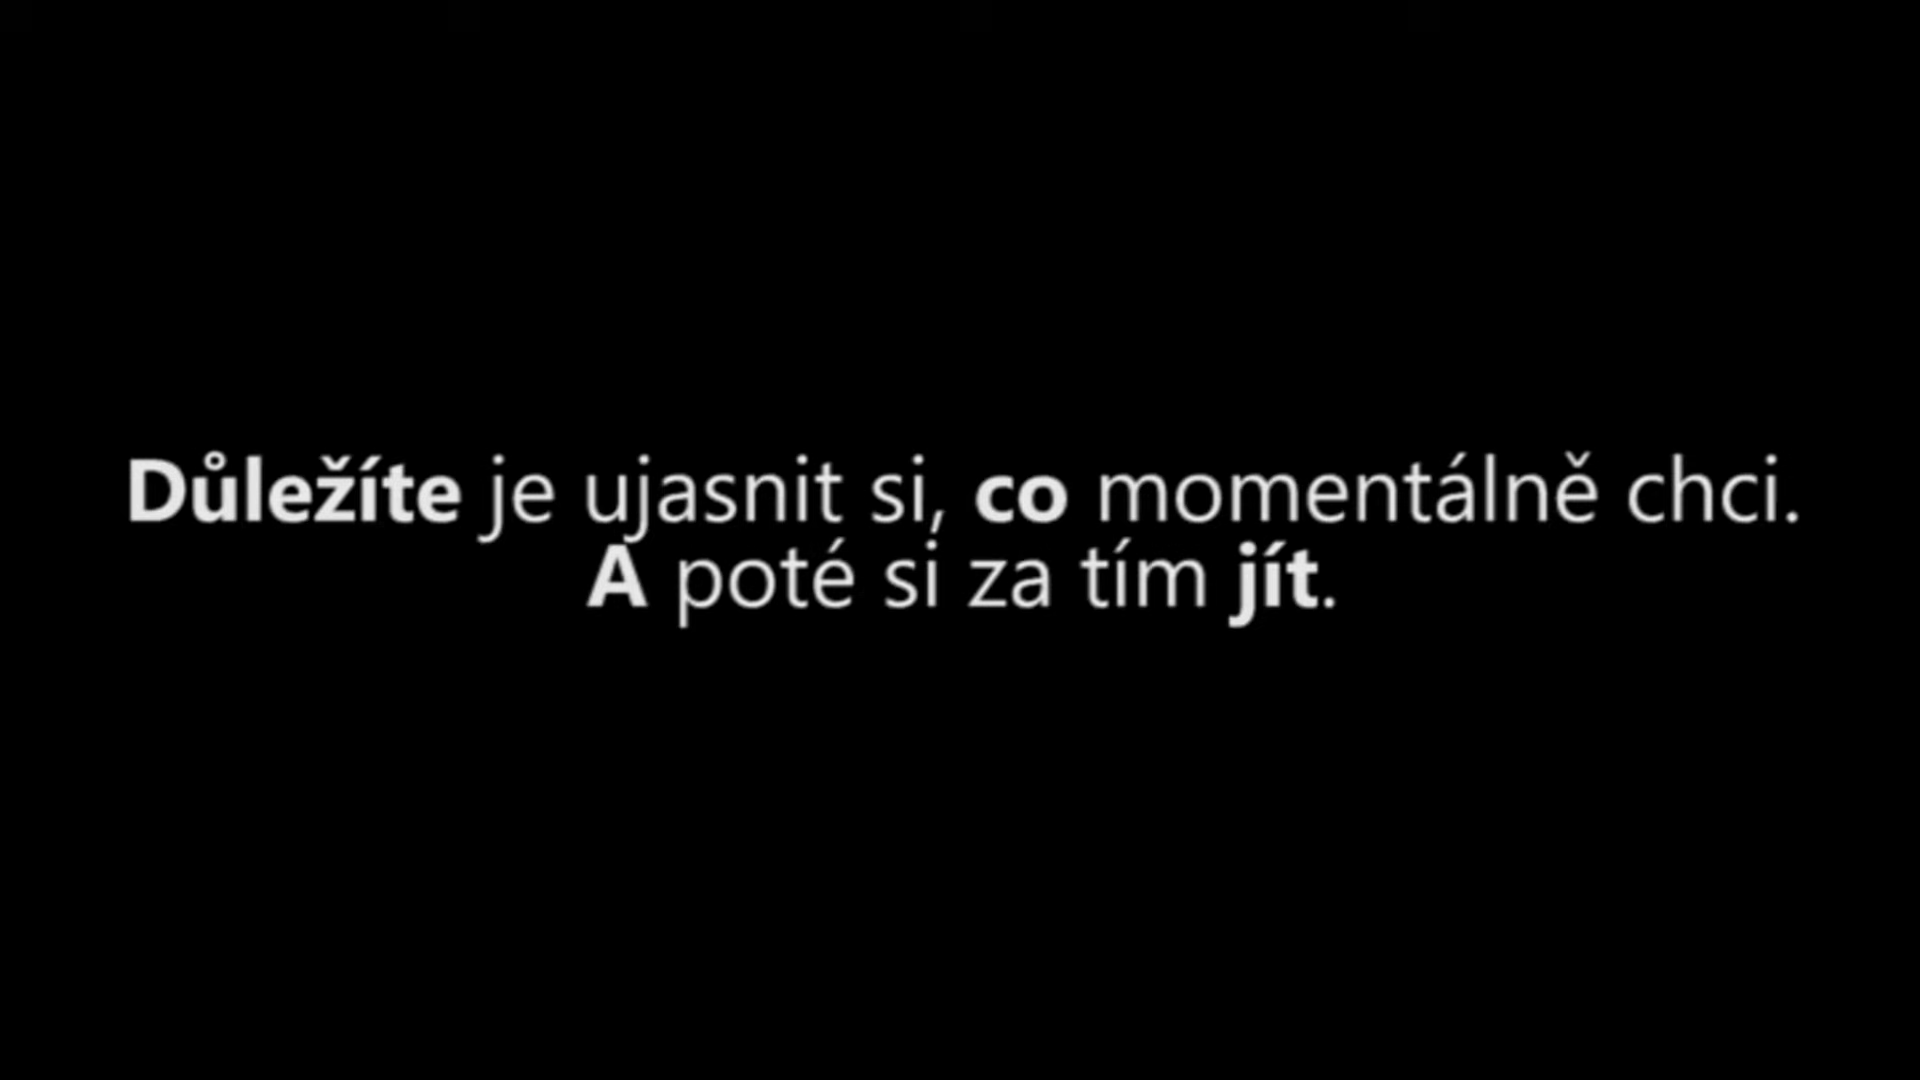 Důležíte je ujasnit si, co momentálně chci.
A poté si za tím jít.